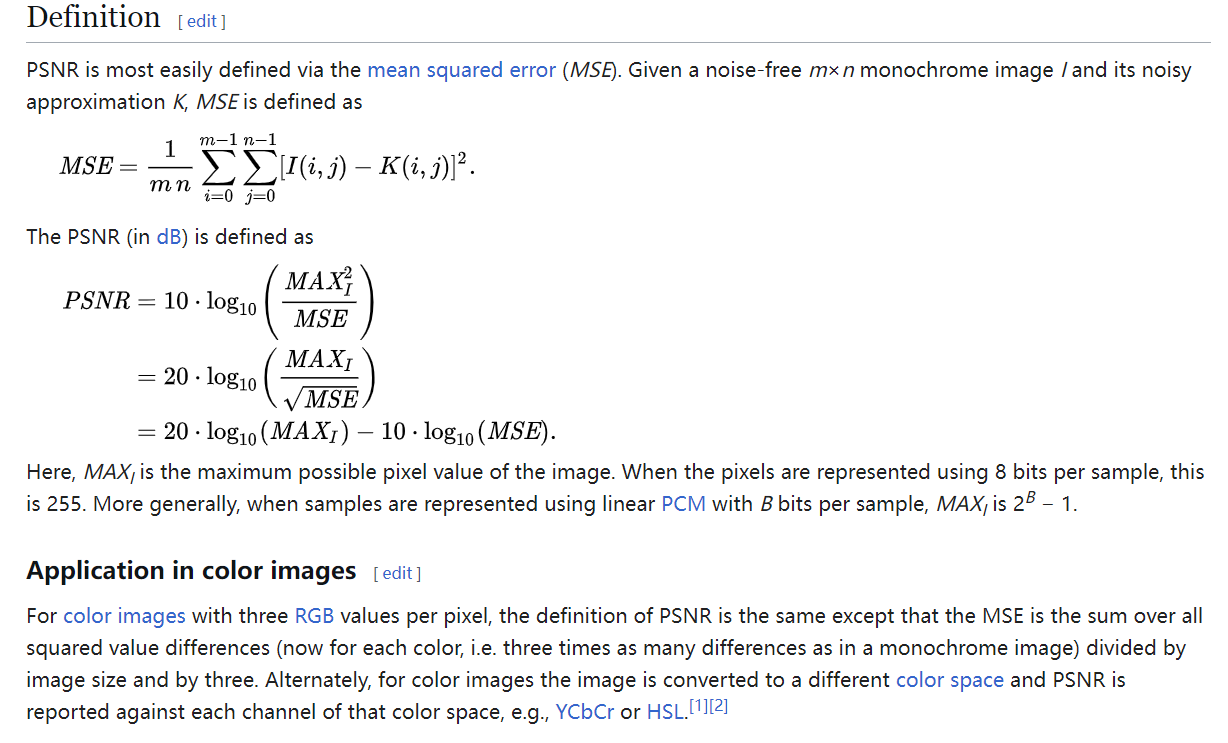 Definition [ edit ]
PSNR is most easily defined via the mean squared error (MSE). Given a noise-free m×n monochrome image I and its noisy
approximation K, MSE is defined as
MSE = \frac{1}{m n} \sum_{i=0}^{m-1} \sum_{j=0}^{n-1} [I(i,j) − K(i,j)]^2.
The PSNR (in dB) is defined as
PSNR = 10 · \log_{10} \left( \frac{MAX_I^2}{MSE} \right)
= 20 · \log_{10} \left( \frac{MAX_I}{\sqrt{MSE}} \right)
= 20 · \log_{10}(MAX_I) − 10 · \log_{10}(MSE).
Here, MAX_I is the maximum possible pixel value of the image. When the pixels are represented using 8 bits per sample, this
is 255. More generally, when samples are represented using linear PCM with B bits per sample, MAX_I is 2^B − 1.
Application in color images [ edit ]
For color images with three RGB values per pixel, the definition of PSNR is the same except that the MSE is the sum over all
squared value differences (now for each color, i.e. three times as many differences as in a monochrome image) divided by
image size and by three. Alternately, for color images the image is converted to a different color space and PSNR is
reported against each channel of that color space, e.g., YCbCr or HSL.[1][2]